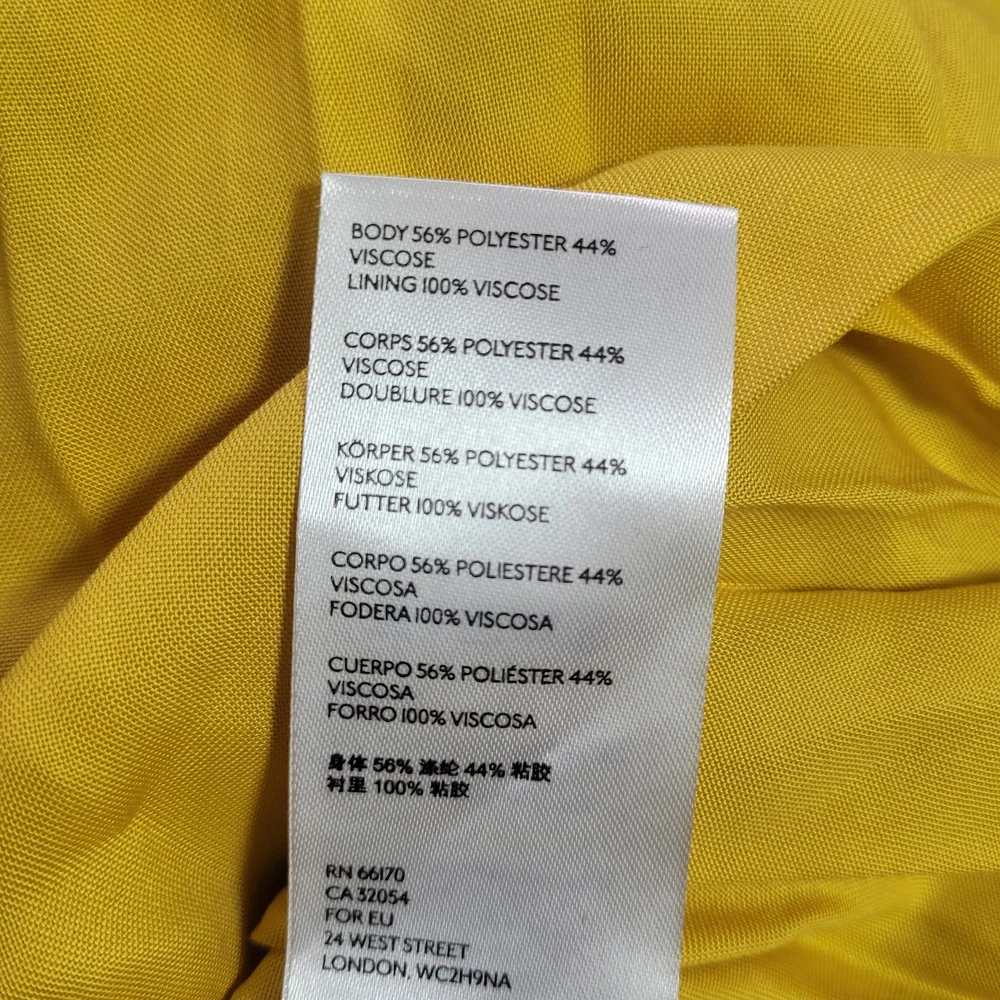 BODY 56% POLYESTER 44%
VISCOSE
LINING 100% VISCOSE
CORPS 56% POLYESTER 44%
VISCOSE
DOUBLURE 100% VISCOSE
KÖRPER 56% POLYESTER 44%
VISKOSE
FUTTER 100% VISKOSE
CORPO 56% POLIESTERE 44%
VISCOSA
FODERA 100% VISCOSA
CUERPO 56% POLIÉSTER 44%
VISCOSA
FORRO 100% VISCOSA
身体 56% 涤纶 44% 粘胶
衬里 100% 粘胶
RN 66170
CA 32054
FOR EU
24 WEST STREET
LONDON, WC2H9NA